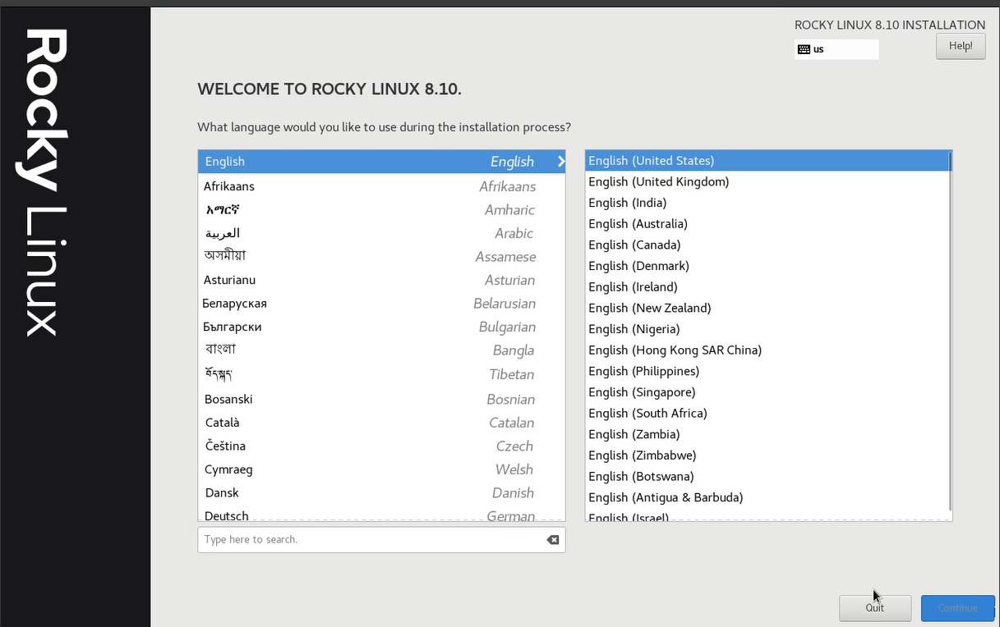 Rocky Linux
ROCKY LINUX 8.10 INSTALLATION
us
Help!
WELCOME TO ROCKY LINUX 8.10.
What language would you like to use during the installation process?
English English
Afrikaans Afrikaans
አማርኛ Amharic
العربية Arabic
অসমীয়া Assamese
Asturianu Asturian
Беларуская Belarusian
Български Bulgarian
বাংলা Bangla
བོད་སྐད་ Tibetan
Bosanski Bosnian
Català Catalan
Čeština Czech
Cymraeg Welsh
Dansk Danish
Deutsch German
Type here to search.
English (United States)
English (United Kingdom)
English (India)
English (Australia)
English (Canada)
English (Denmark)
English (Ireland)
English (New Zealand)
English (Nigeria)
English (Hong Kong SAR China)
English (Philippines)
English (Singapore)
English (South Africa)
English (Zambia)
English (Zimbabwe)
English (Botswana)
English (Antigua & Barbuda)
English (Israel)
Quit
Continue